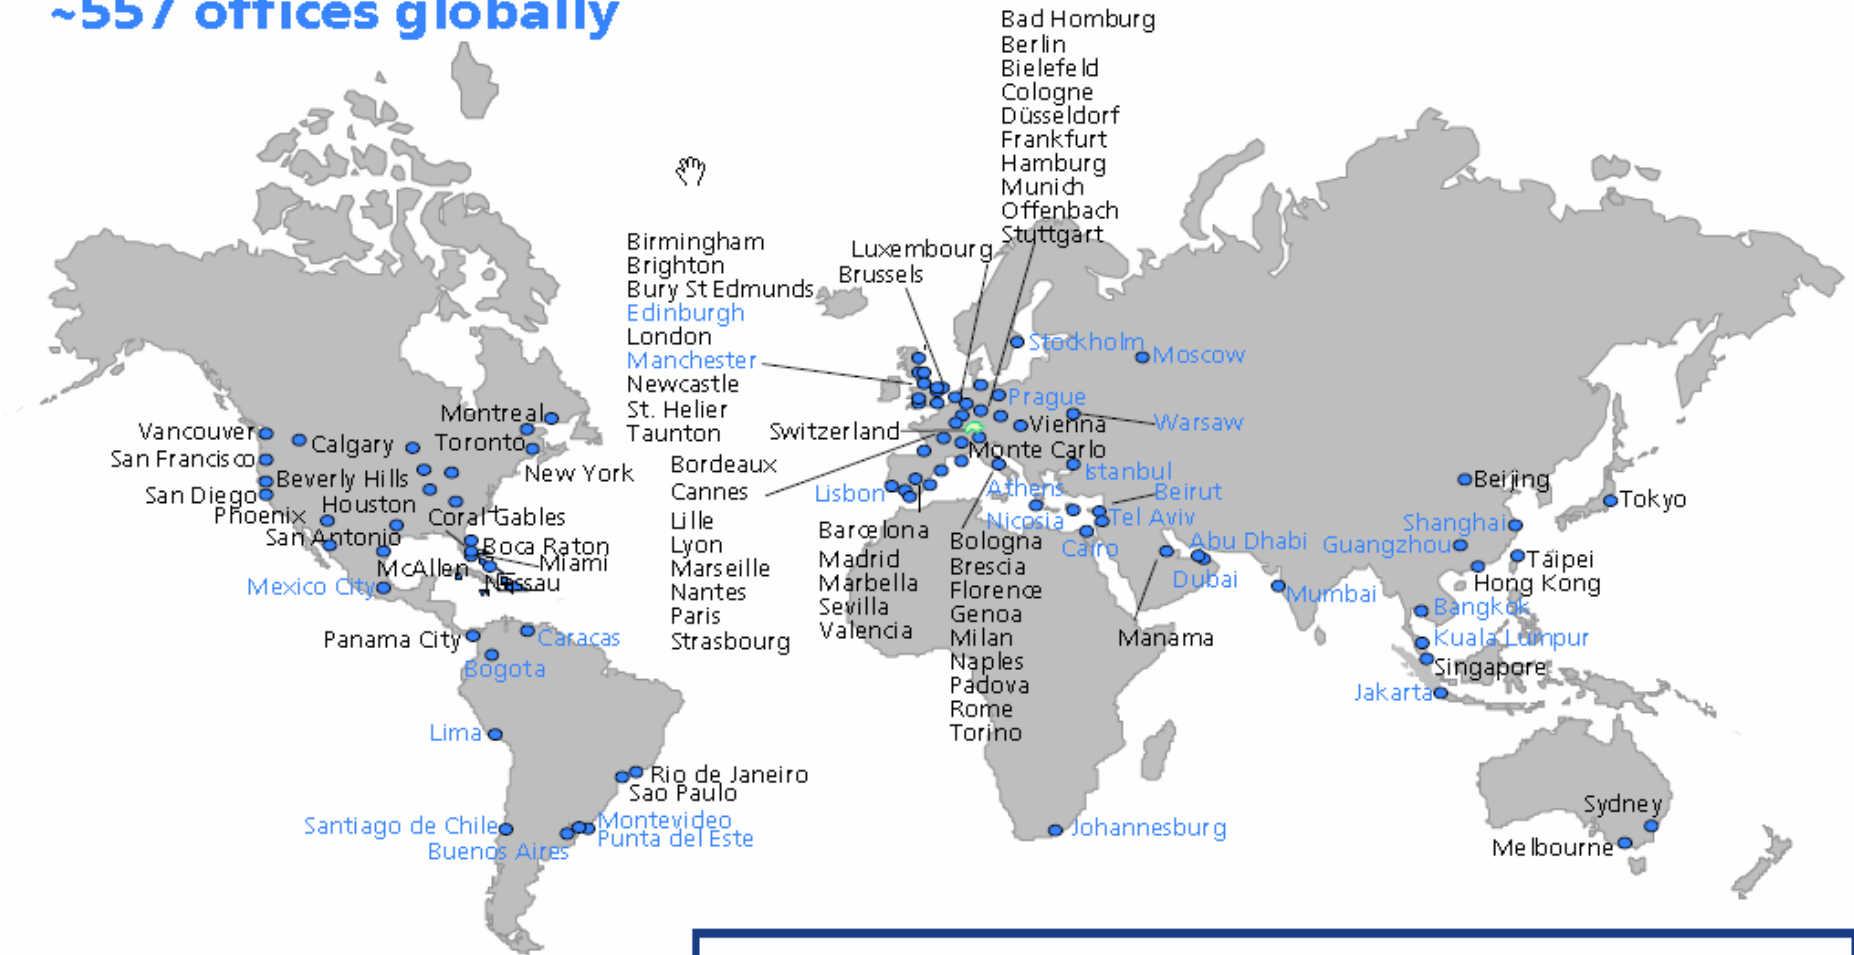 ~557 offices globally
Bad Homburg
Berlin
Bielefeld
Cologne
Düsseldorf
Frankfurt
Hamburg
Munich
Offenbach
Stuttgart
Luxembourg
Brussels
Birmingham
Brighton
Bury St Edmunds
Edinburgh
London
Manchester
Newcastle
St. Helier
Taunton
Switzerland
Bordeaux
Cannes
Lille
Lyon
Marseille
Nantes
Paris
Strasbourg
Stockholm
Moscow
Prague
Warsaw
Vienna
Monte Carlo
Istanbul
Athens
Beirut
Nicosia
Tel Aviv
Cairo
Lisbon
Barcelona
Madrid
Marbella
Sevilla
Valencia
Bologna
Brescia
Florence
Genoa
Milan
Naples
Padova
Rome
Torino
Abu Dhabi
Dubai
Manama
Mumbai
Beijing
Tokyo
Shanghai
Guangzhou
Taipei
Hong Kong
Bangkok
Kuala Lumpur
Singapore
Jakarta
Sydney
Melbourne
Johannesburg
Montreal
Toronto
New York
Vancouver
Calgary
San Francisco
Beverly Hills
San Diego
Houston
Phoenix
San Antonio
Coral Gables
Boca Raton
Miami
McAllen
Nassau
Mexico City
Panama City
Caracas
Bogota
Lima
Rio de Janeiro
Sao Paulo
Santiago de Chile
Montevideo
Punta del Este
Buenos Aires